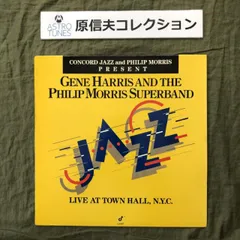 ASTRO
TUNES
原信夫コレクション
CONCORD JAZZ and PHILIP MORRIS
PRESENT
GENE HARRIS AND THE
PHILIP MORRIS SUPERBAND
JAZZ
LIVE AT TOWN HALL, N.Y.C.